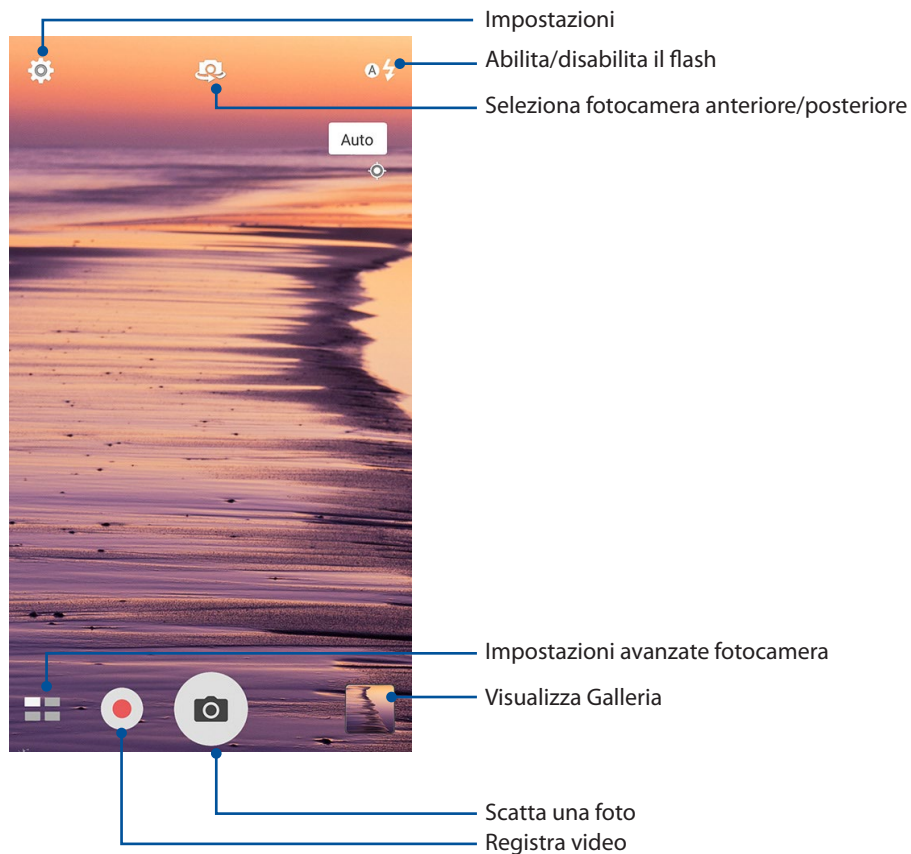 Impostazioni
Abilita/disabilita il flash
Seleziona fotocamera anteriore/posteriore
A
Auto
Impostazioni avanzate fotocamera
Visualizza Galleria
Scatta una foto
Registra video